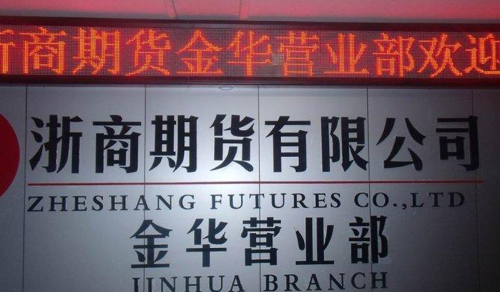 浙商期货金华营业部欢迎
浙商期货有限公司
ZHESHANG FUTURES CO.,LTD
金华营业部
JINHUA BRANCH